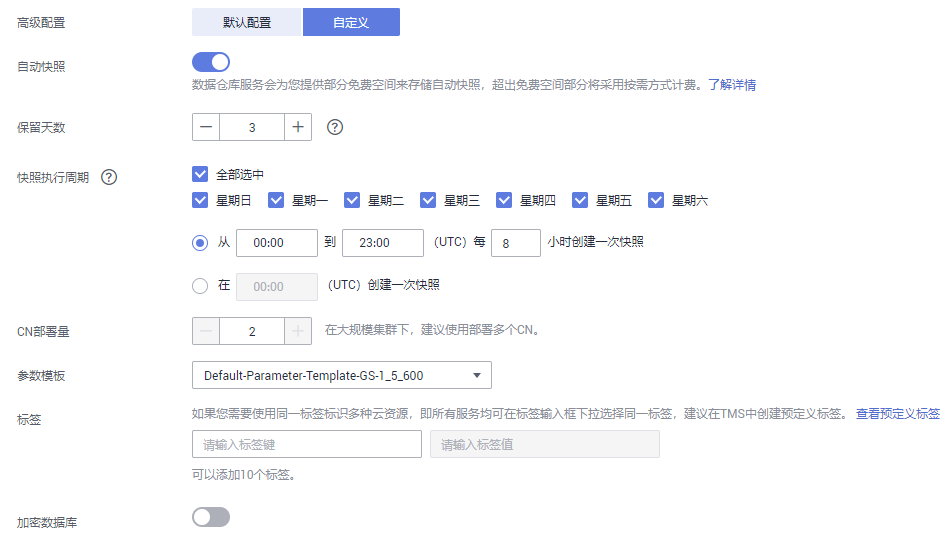 高级配置 默认配置 自定义
自动快照
数据仓库服务会为您提供部分免费空间来存储自动快照，超出免费空间部分将采用按需方式计费。了解详情
保留天数 3 ?
快照执行周期 ? 全部选中
星期日 星期一 星期二 星期三 星期四 星期五 星期六
从 00:00 到 23:00 （UTC）每 8 小时创建一次快照
在 00:00 （UTC）创建一次快照
CN部署量 2 在大规模集群下，建议使用部署多个CN。
参数模板 Default-Parameter-Template-GS-1_5_600
标签 如果您需要使用同一标签标识多种云资源，即所有服务均可在标签输入框下拉选择同一标签，建议在TMS中创建预定义标签。 查看预定义标签
请输入标签键 请输入标签值
可以添加10个标签。
加密数据库